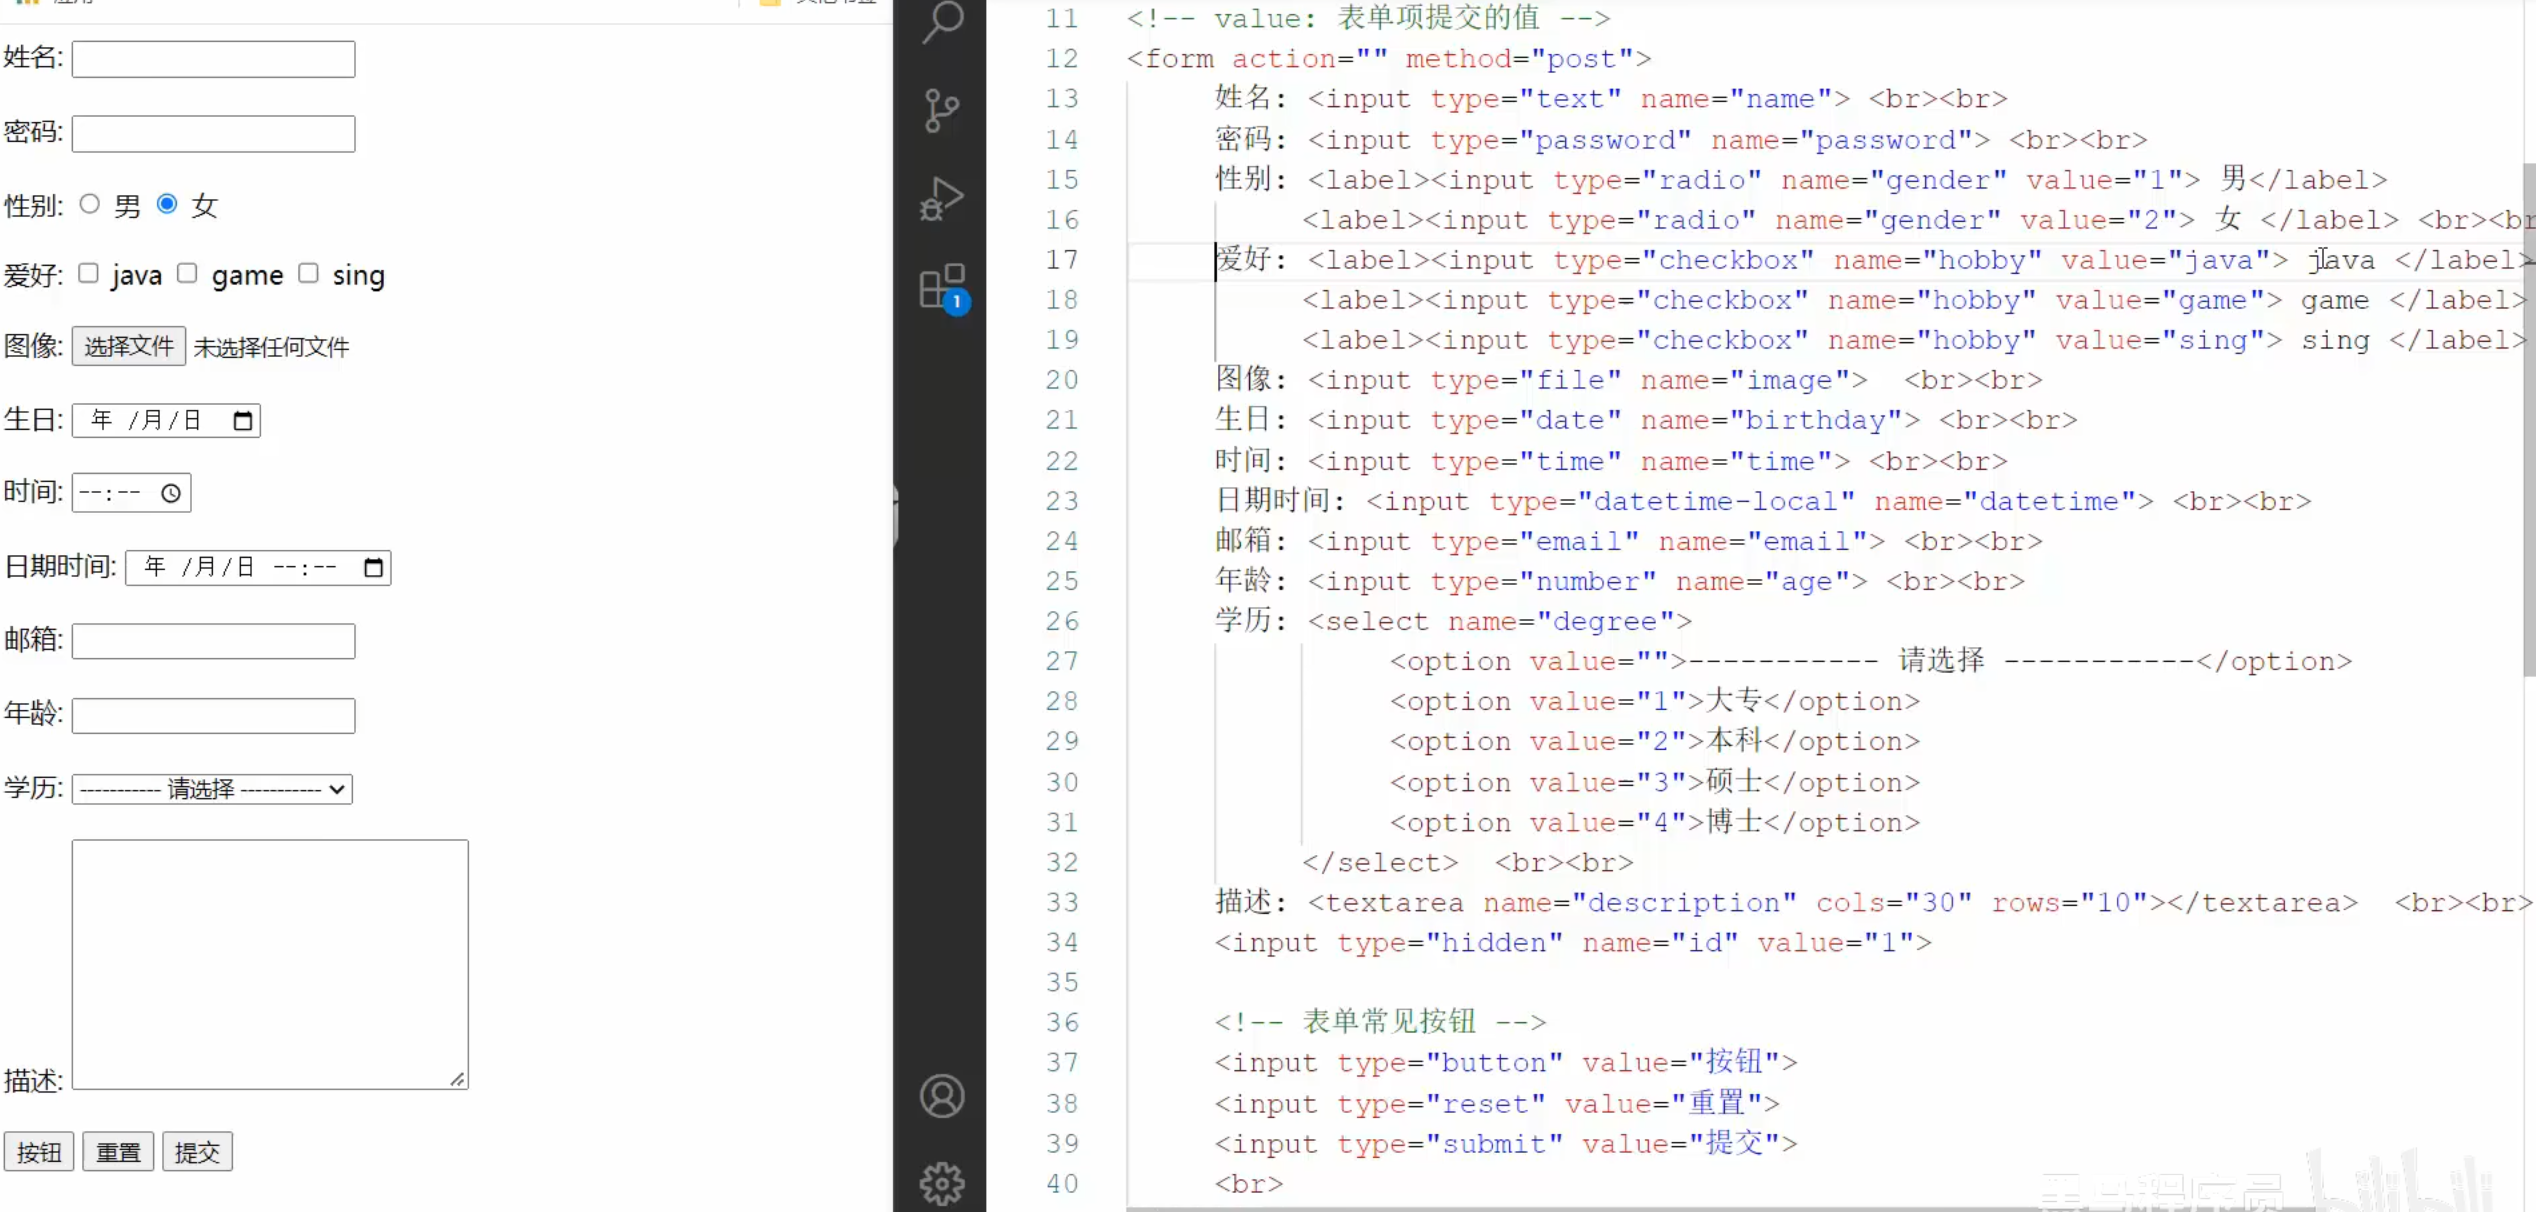 姓名:
密码:
性别: 男 女
爱好: java game sing
图像: 选择文件 未选择任何文件
生日: 年 /月/日
时间: --:--
日期时间: 年 /月/日 --:--
邮箱:
年龄:
学历: ----------- 请选择 -----------
描述:
按钮 重置 提交
1
11 <!-- value: 表单项提交的值 -->
12 <form action="" method="post">
13 姓名: <input type="text" name="name"> <br><br>
14 密码: <input type="password" name="password"> <br><br>
15 性别: <label><input type="radio" name="gender" value="1"> 男</label>
16 <label><input type="radio" name="gender" value="2"> 女 </label> <br><br
17 爱好: <label><input type="checkbox" name="hobby" value="java"> java </label>
18 <label><input type="checkbox" name="hobby" value="game"> game </label>
19 <label><input type="checkbox" name="hobby" value="sing"> sing </label>
20 图像: <input type="file" name="image">  <br><br>
21 生日: <input type="date" name="birthday"> <br><br>
22 时间: <input type="time" name="time"> <br><br>
23 日期时间: <input type="datetime-local" name="datetime"> <br><br>
24 邮箱: <input type="email" name="email"> <br><br>
25 年龄: <input type="number" name="age"> <br><br>
26 学历: <select name="degree">
27 <option value="">----------- 请选择 -----------</option>
28 <option value="1">大专</option>
29 <option value="2">本科</option>
30 <option value="3">硕士</option>
31 <option value="4">博士</option>
32 </select>  <br><br>
33 描述: <textarea name="description" cols="30" rows="10"></textarea>  <br><br>
34 <input type="hidden" name="id" value="1">
35
36 <!-- 表单常见按钮 -->
37 <input type="button" value="按钮">
38 <input type="reset" value="重置">
39 <input type="submit" value="提交">
40 <br>